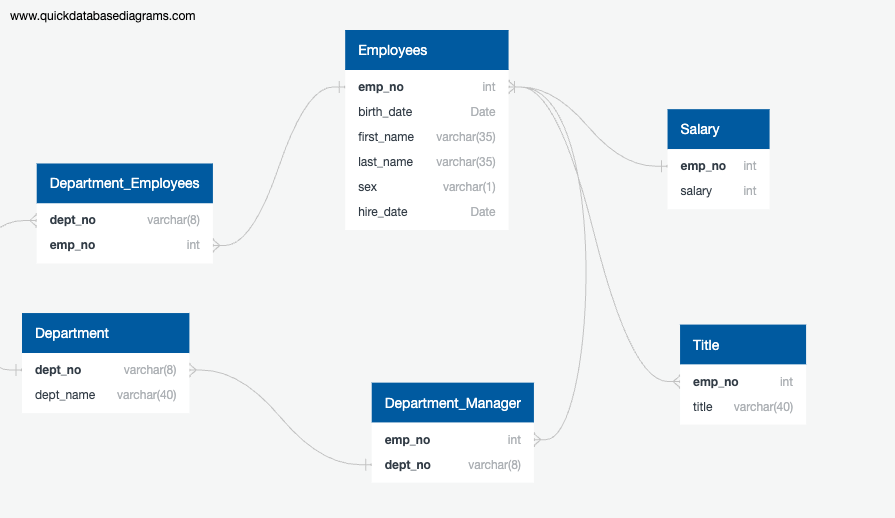 www.quickdatabasediagrams.com
Employees
emp_no int
birth_date Date
first_name varchar(35)
last_name varchar(35)
sex varchar(1)
hire_date Date
Salary
emp_no int
salary int
Department_Employees
dept_no varchar(8)
emp_no int
Department
dept_no varchar(8)
dept_name varchar(40)
Title
emp_no int
title varchar(40)
Department_Manager
emp_no int
dept_no varchar(8)